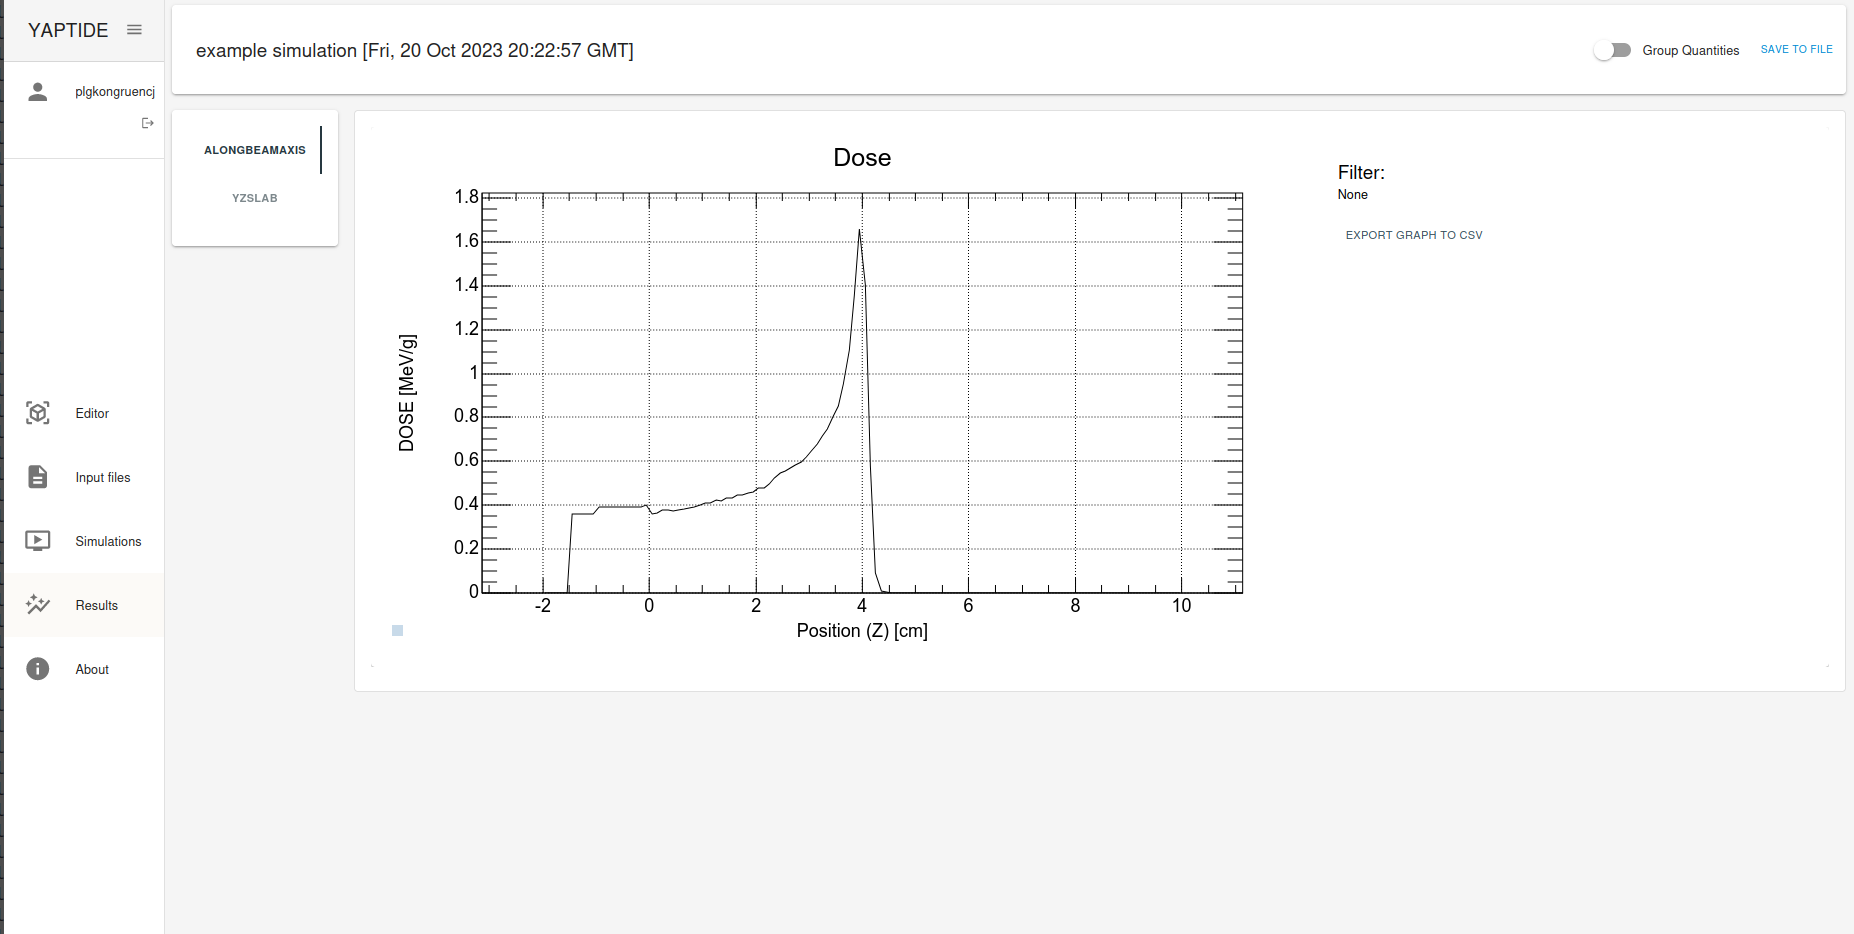 YAPTIDE
plgkongruencj
Editor
Input files
Simulations
Results
About
example simulation [Fri, 20 Oct 2023 20:22:57 GMT]
Group Quantities
SAVE TO FILE
ALONGBEAMAXIS
YZSLAB
Dose
1.8
1.6
1.4
1.2
1
0.8
0.6
0.4
0.2
0
DOSE [MeV/g]
-2 0 2 4 6 8 10
Position (Z) [cm]
Filter:
None
EXPORT GRAPH TO CSV